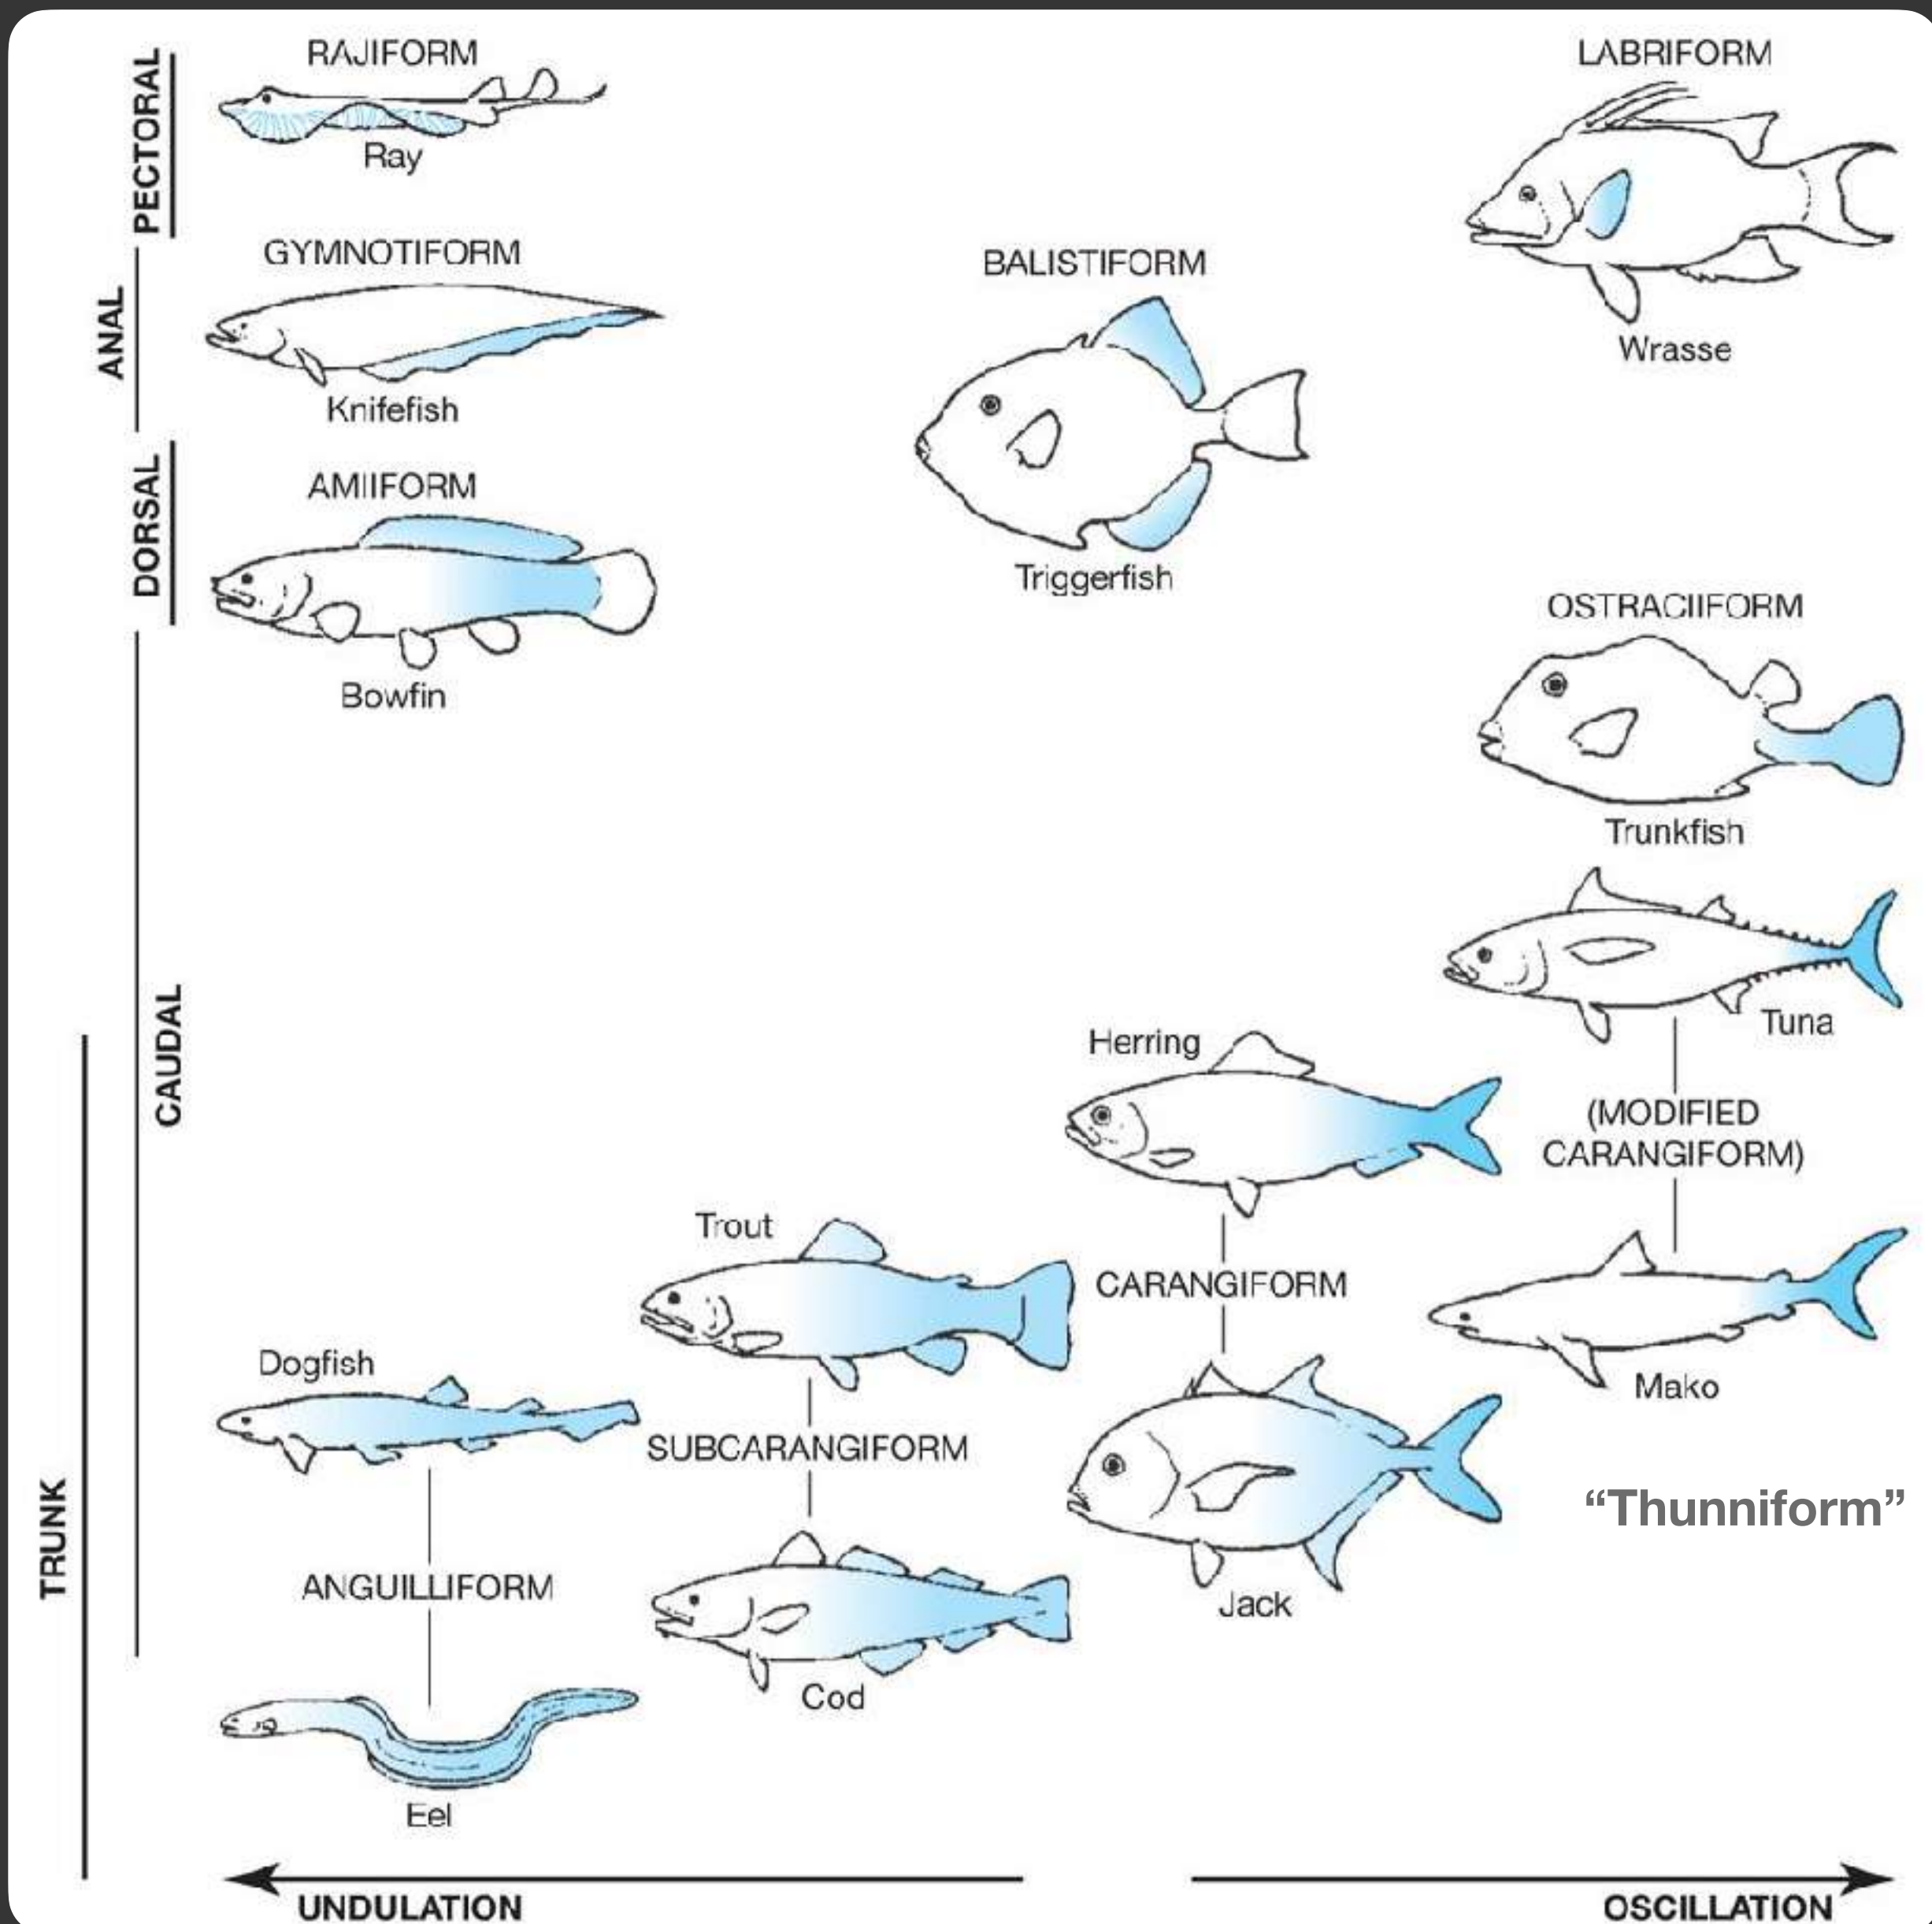 PECTORAL
RAJIFORM
Ray
LABRIFORM
Wrasse
ANAL
GYMNOTIFORM
Knifefish
BALISTIFORM
Triggerfish
DORSAL
AMIIFORM
Bowfin
OSTRACIIFORM
Trunkfish
CAUDAL
Tuna
(MODIFIED
CARANGIFORM)
Mako
“Thunniform”
Herring
CARANGIFORM
Jack
TRUNK
Trout
SUBCARANGIFORM
Cod
Dogfish
ANGUILLIFORM
Eel
UNDULATION
OSCILLATION